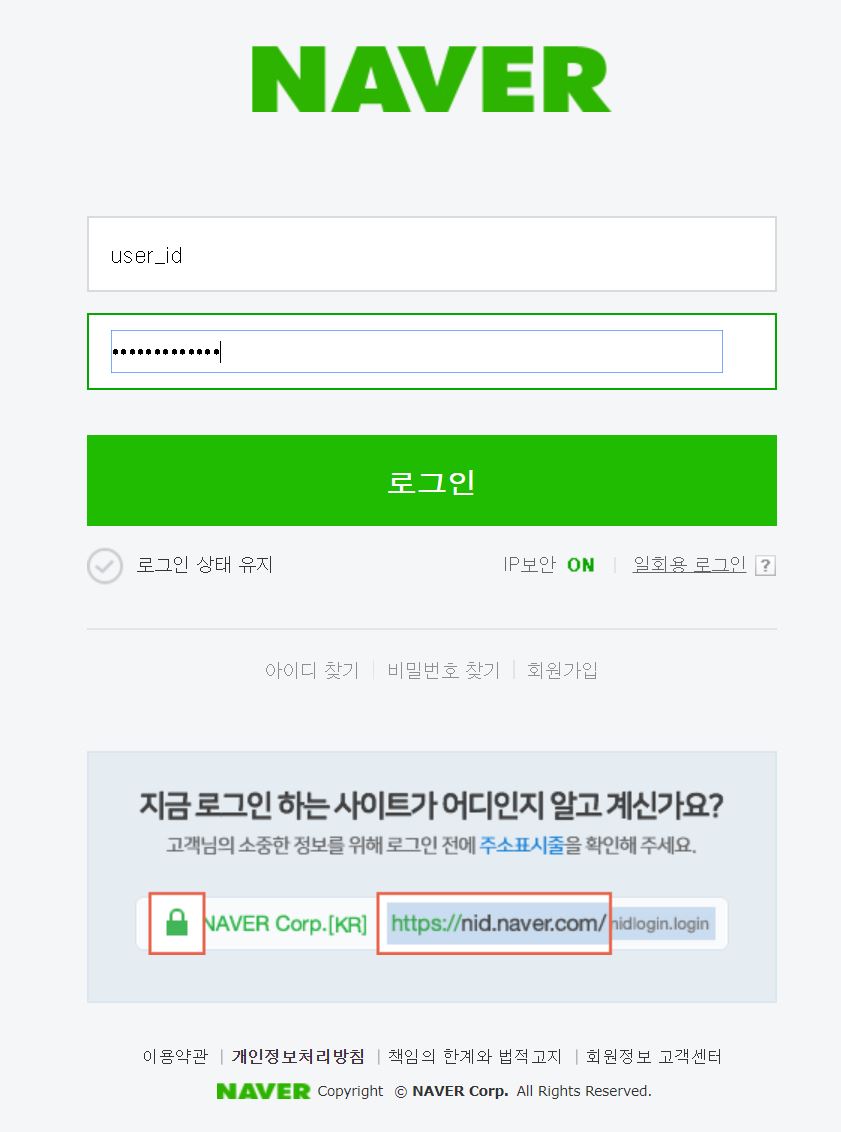 NAVER
user_id
•••••••••••••
로그인
로그인 상태 유지 IP보안 ON | 일회용 로그인 ?
아이디 찾기 | 비밀번호 찾기 | 회원가입
지금 로그인 하는 사이트가 어디인지 알고 계신가요?
고객님의 소중한 정보를 위해 로그인 전에 주소표시줄을 확인해 주세요.
NAVER Corp.[KR] https://nid.naver.com/nidlogin.login
이용약관 | 개인정보처리방침 | 책임의 한계와 법적고지 | 회원정보 고객센터
NAVER Copyright © NAVER Corp. All Rights Reserved.